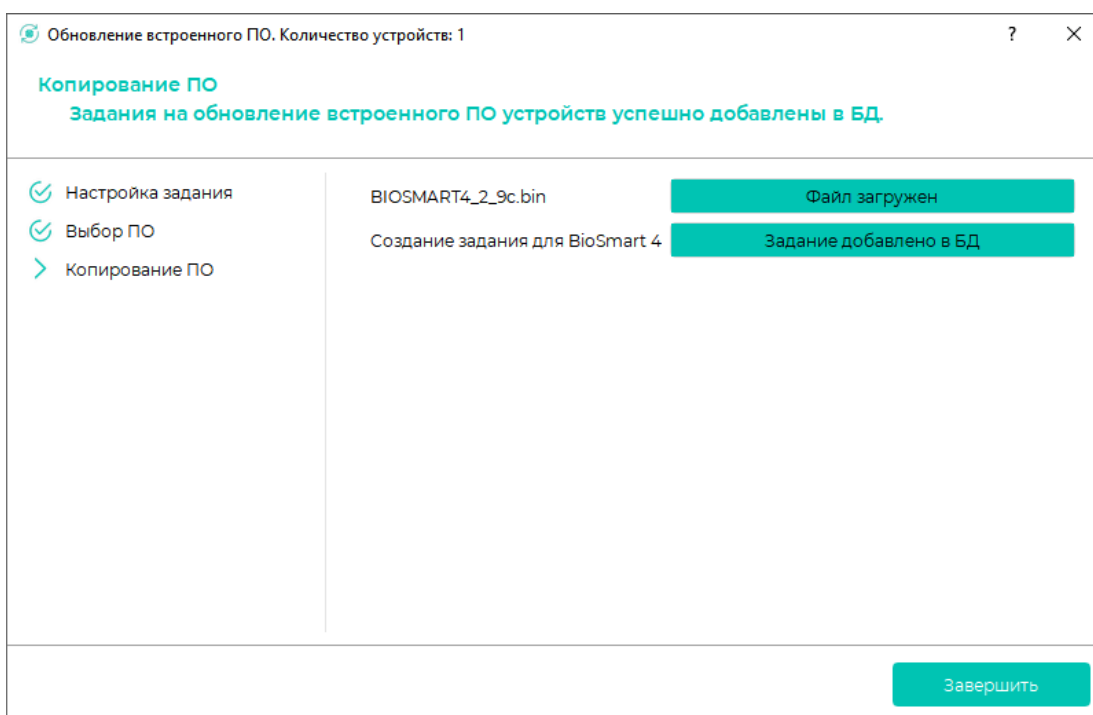 Обновление встроенного ПО. Количество устройств: 1 ?
Копирование ПО
Задания на обновление встроенного ПО устройств успешно добавлены в БД.
Настройка задания
Выбор ПО
Копирование ПО
BIOSMART4_2_9c.bin Файл загружен
Создание задания для BioSmart 4 Задание добавлено в БД
Завершить